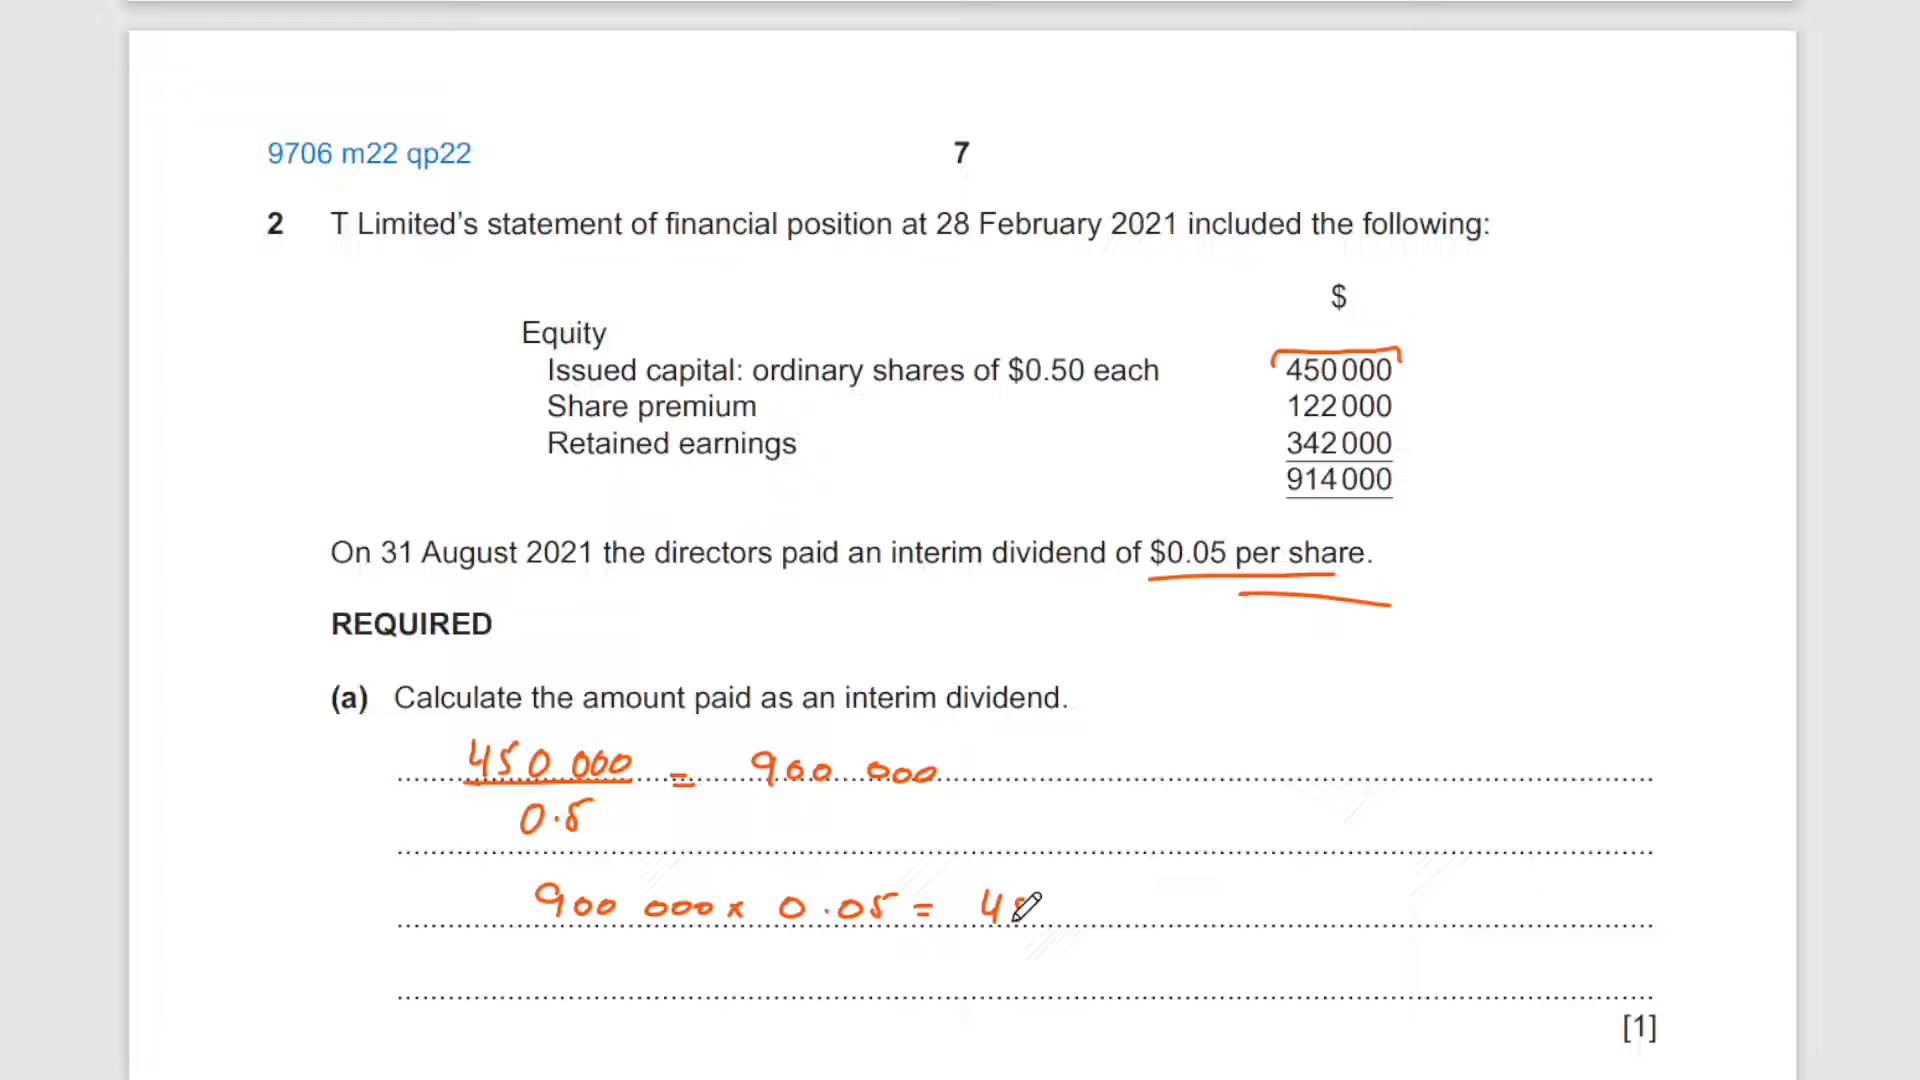 9706 m22 qp22
7
2 T Limited's statement of financial position at 28 February 2021 included the following:
$
Equity
Issued capital: ordinary shares of $0.50 each 450 000
Share premium 122 000
Retained earnings 342 000
914 000
On 31 August 2021 the directors paid an interim dividend of $0.05 per share.
REQUIRED
(a) Calculate the amount paid as an interim dividend.
450 000 = 900 000
0.5
900 000 x 0.05 = 4
[1]